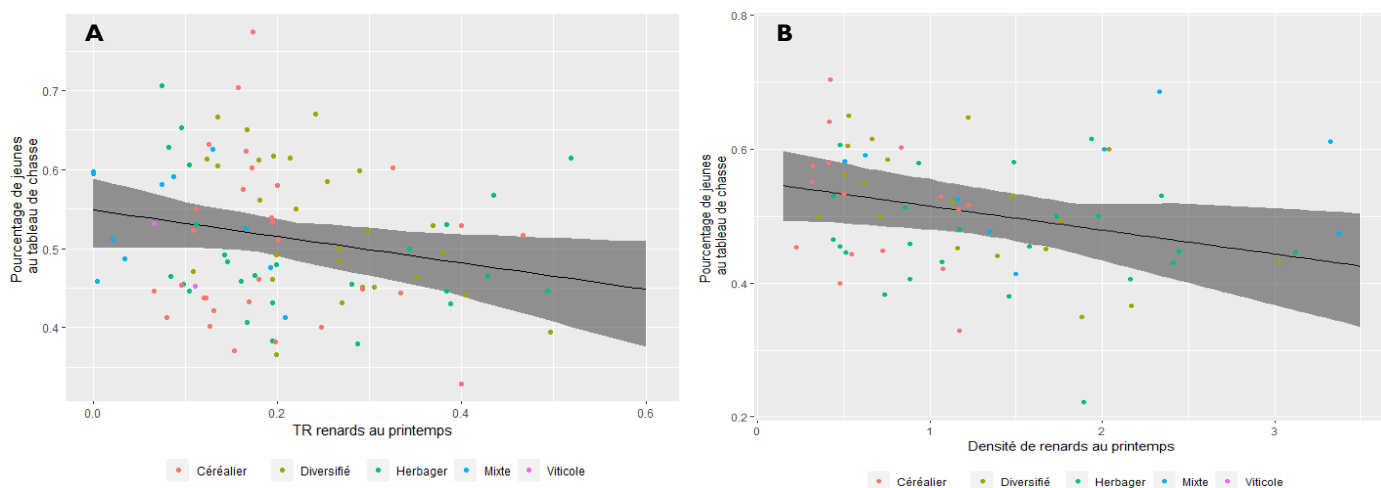 A
Pourcentage de jeunes
au tableau de chasse
0.7
0.6
0.5
0.4
0.0
0.2
0.4
0.6
TR renards au printemps
Céréalier
Diversifié
Herbager
Mixte
Viticole
B
Pourcentage de jeunes
au tableau de chasse
0.8
0.6
0.4
0.2
0
1
2
3
Densité de renards au printemps
Céréalier
Diversifié
Herbager
Mixte
Viticole